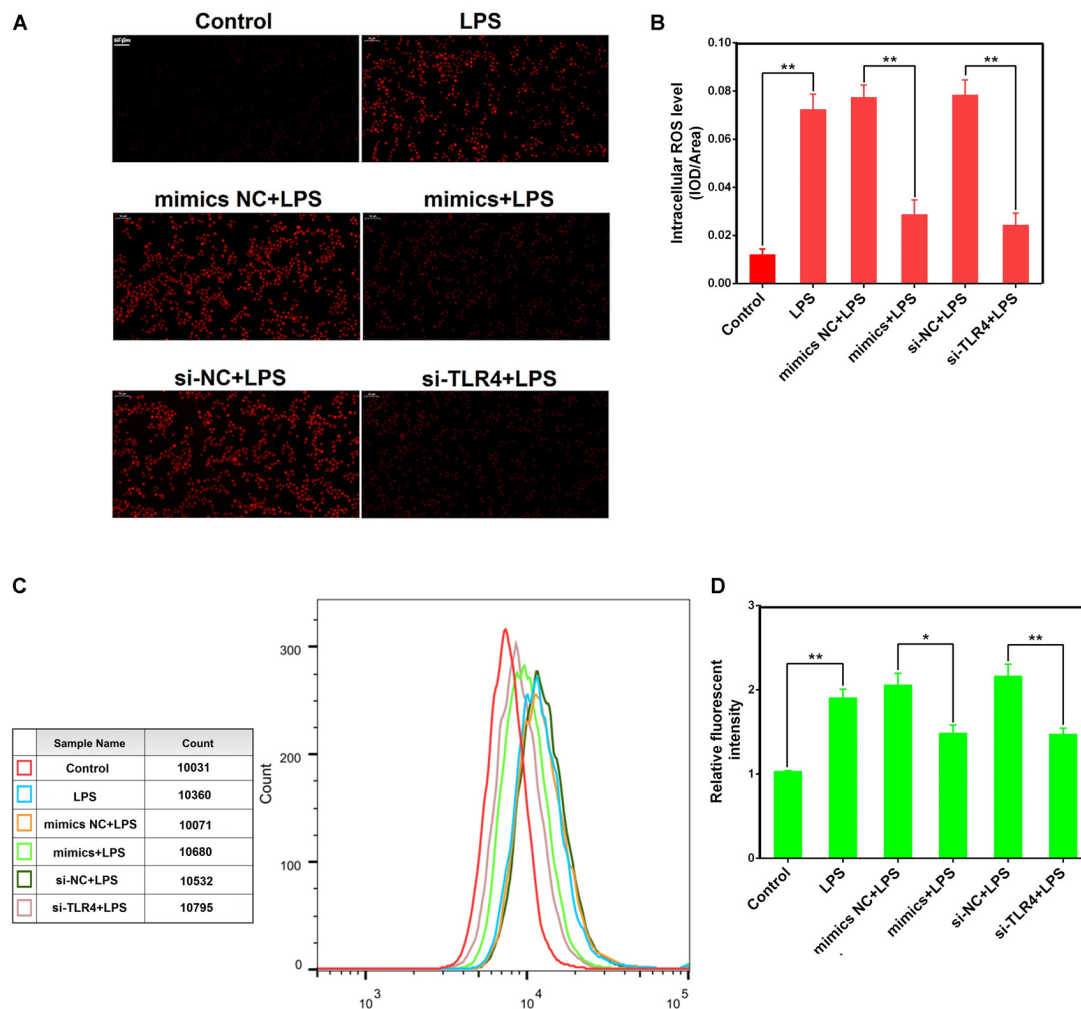 A
Control
LPS
50 μm
mimics NC+LPS
mimics+LPS
si-NC+LPS
si-TLR4+LPS
B
Intracellular ROS level
(IOD/Area)
0.10
0.08
0.06
0.04
0.02
0.00
**
**
**
Control
LPS
mimics NC+LPS
mimics+LPS
si-NC+LPS
si-TLR4+LPS
C
Sample Name Count
Control 10031
LPS 10360
mimics NC+LPS 10071
mimics+LPS 10680
si-NC+LPS 10532
si-TLR4+LPS 10795
Count
300
200
100
0
10³ 10⁴ 10⁵
D
Relative fluorescent
intensity
3
2
1
0
**
*
**
Control
LPS
mimics NC+LPS
mimics+LPS
si-NC+LPS
si-TLR4+LPS